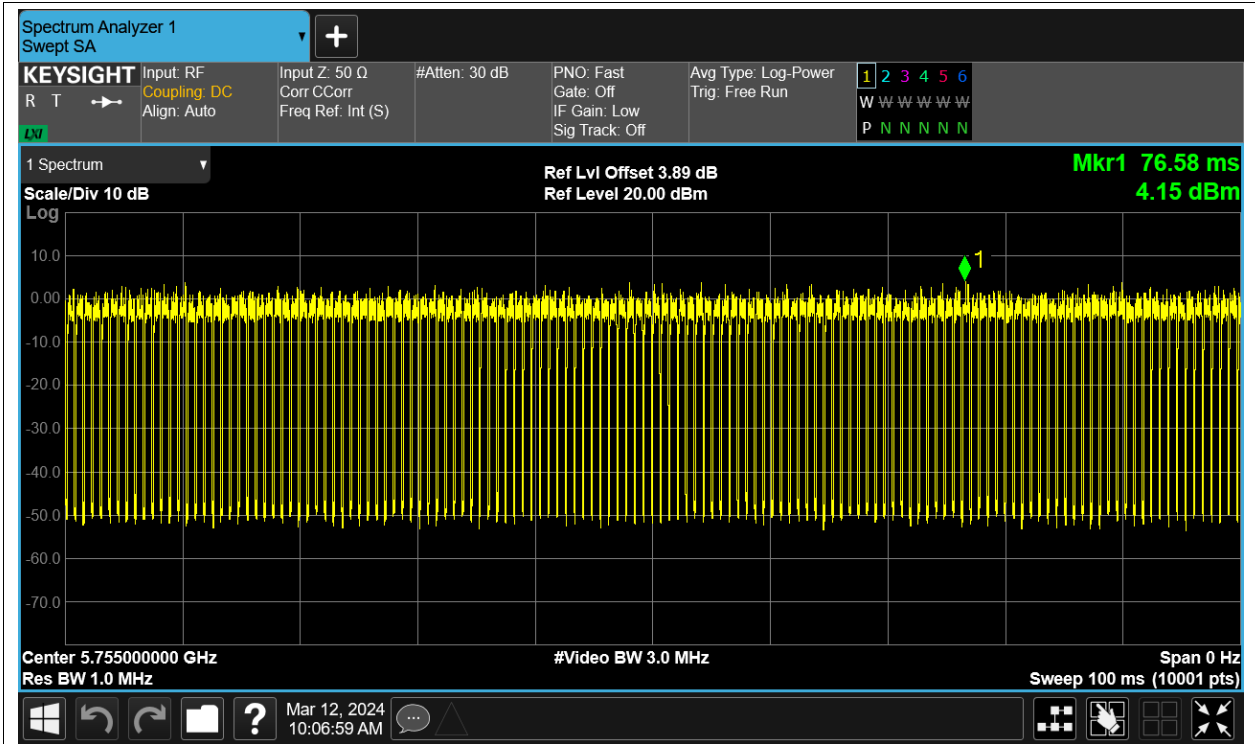 Spectrum Analyzer 1
Swept SA
KEYSIGHT
R T
LXI
Input: RF
Coupling: DC
Align: Auto
Input Z: 50 Ω
Corr CCorr
Freq Ref: Int (S)
#Atten: 30 dB
PNO: Fast
Gate: Off
IF Gain: Low
Sig Track: Off
Avg Type: Log-Power
Trig: Free Run
1 2 3 4 5 6
W W W W W W
P N N N N N
1 Spectrum
Scale/Div 10 dB
Log
Ref Lvl Offset 3.89 dB
Ref Level 20.00 dBm
Mkr1 76.58 ms
4.15 dBm
1
10.0
0.00
-10.0
-20.0
-30.0
-40.0
-50.0
-60.0
-70.0
Center 5.755000000 GHz
Res BW 1.0 MHz
#Video BW 3.0 MHz
Span 0 Hz
Sweep 100 ms (10001 pts)
?
Mar 12, 2024
10:06:59 AM